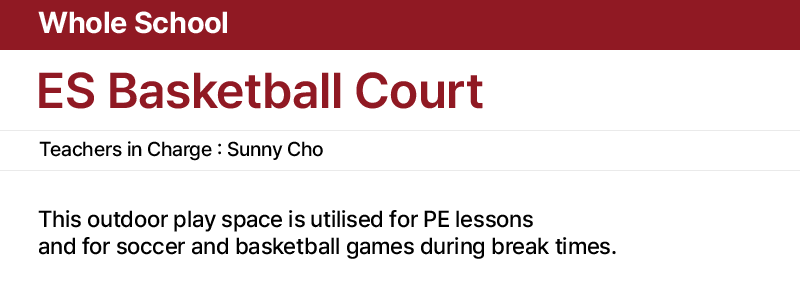 Whole School
ES Basketball Court
Teachers in Charge : Sunny Cho
This outdoor play space is utilised for PE lessons
and for soccer and basketball games during break times.